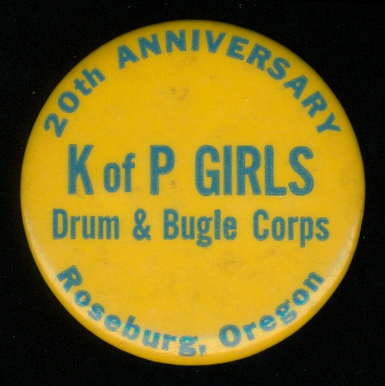 20th ANNIVERSARY
K of P GIRLS
Drum & Bugle Corps
Roseburg, Oregon